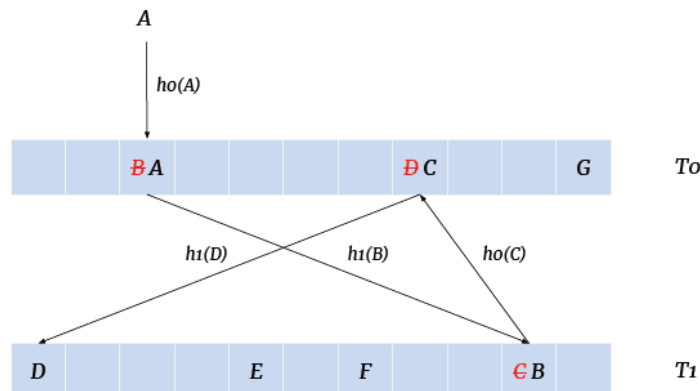 A
h0(A)
B A D C G T0
h1(D) h1(B) h0(C)
D E F C B T1